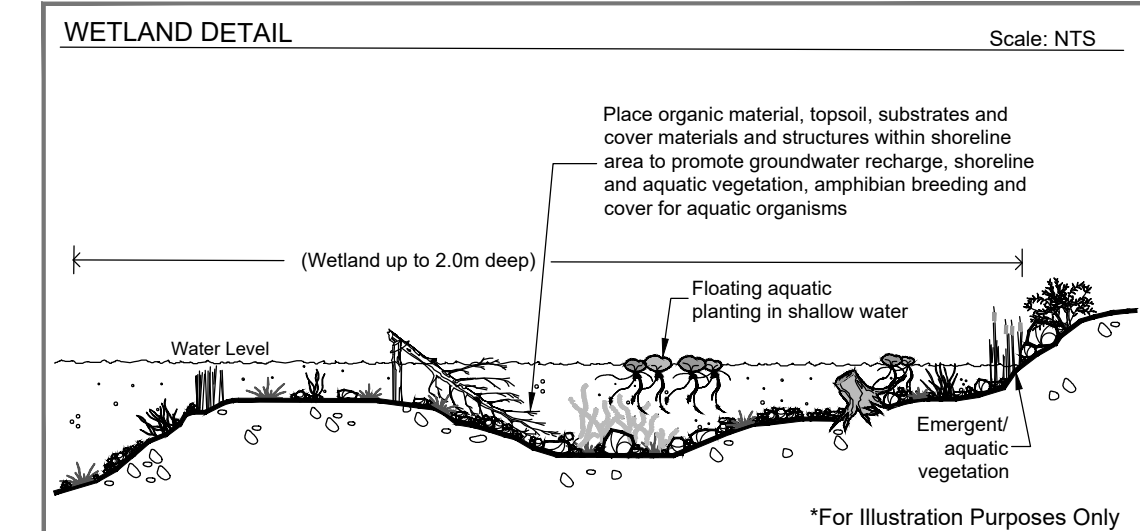 WETLAND DETAIL
Scale: NTS
Place organic material, topsoil, substrates and
cover materials and structures within shoreline
area to promote groundwater recharge, shoreline
and aquatic vegetation, amphibian breeding and
cover for aquatic organisms
(Wetland up to 2.0m deep)
Floating aquatic
planting in shallow water
Water Level
Emergent/
aquatic
vegetation
*For Illustration Purposes Only